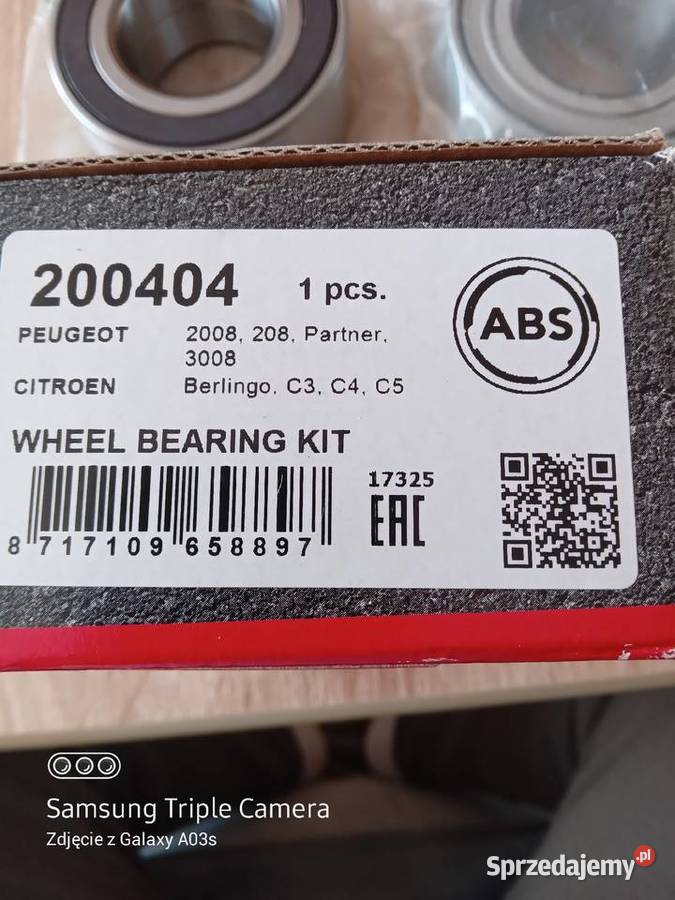 200404 1 pcs.
ABS
PEUGEOT 2008, 208, Partner,
3008
CITROEN Berlingo, C3, C4, C5
WHEEL BEARING KIT
17325
EAC
8 717109 658897
Samsung Triple Camera
Zdjęcie z Galaxy A03s
Sprzedajemy.pl